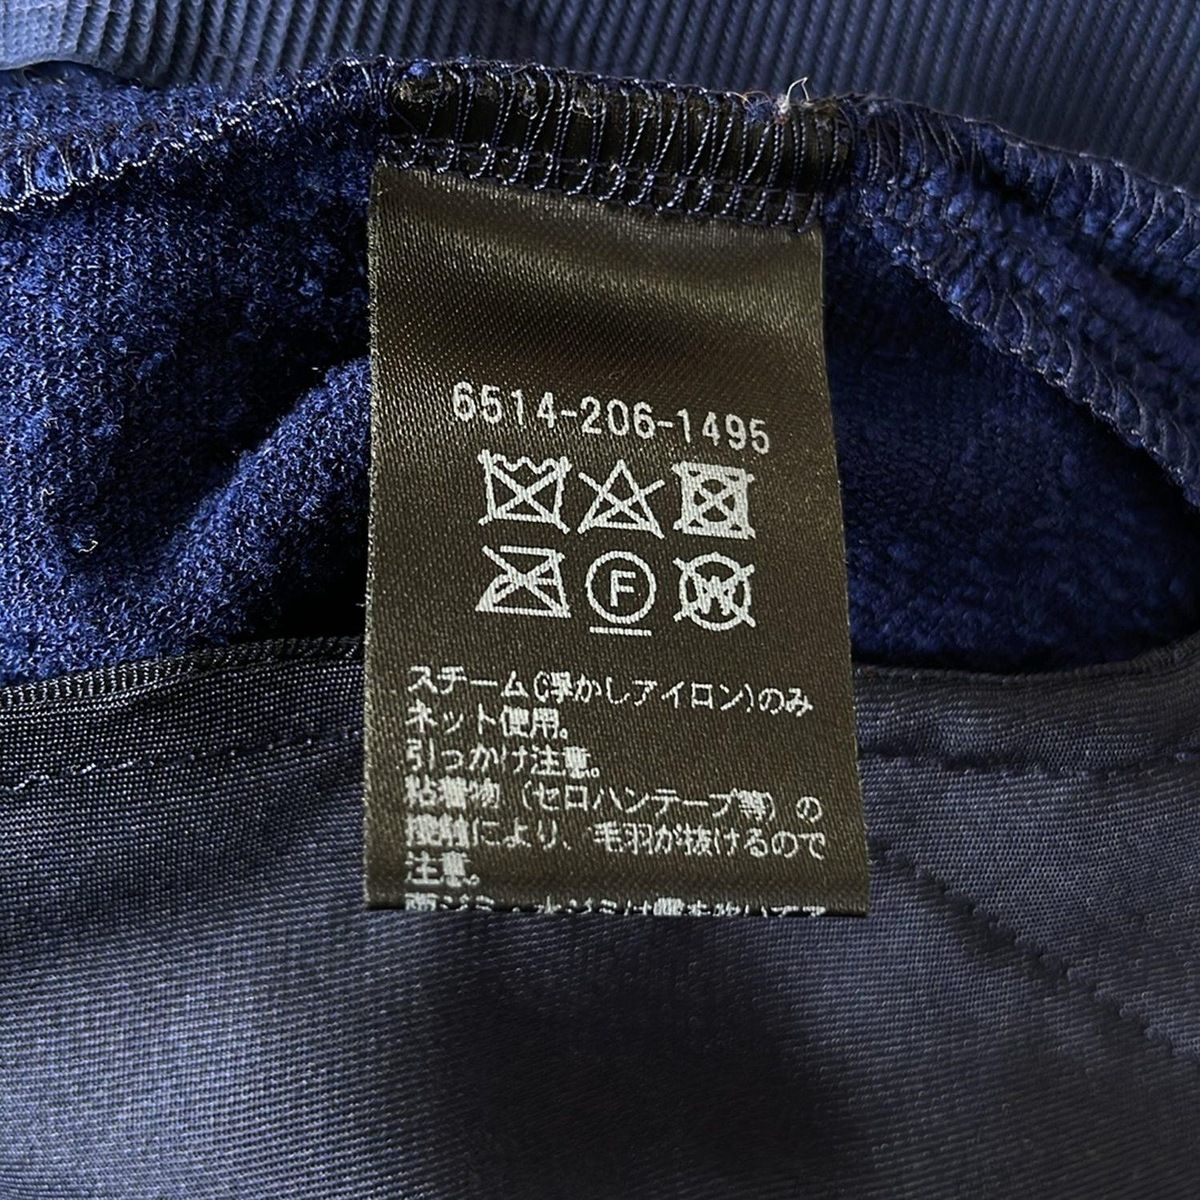 6514-206-1495
F
W
スチーム(浮かしアイロン)のみ
ネット使用。
引っかけ注意。
粘着物(セロハンテープ等)の
接触により、毛羽が抜けるので
注意。